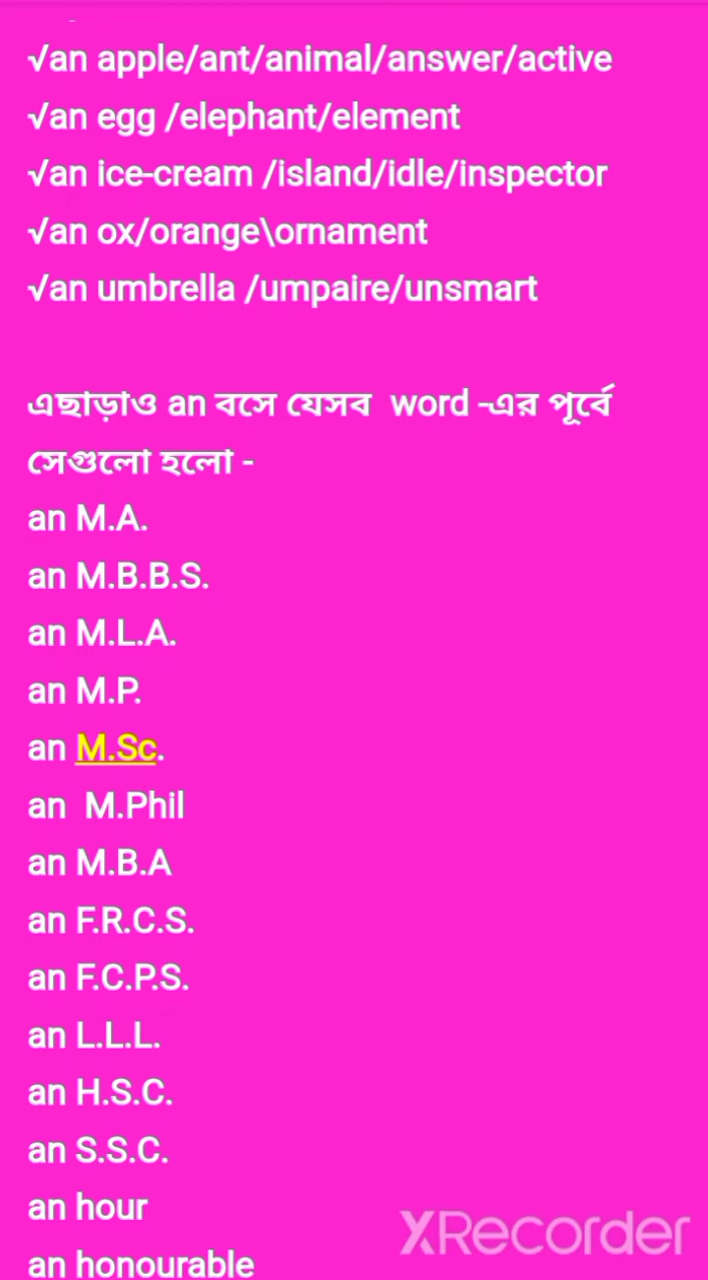 √an apple/ant/animal/answer/active
√an egg /elephant/element
√an ice-cream /island/idle/inspector
√an ox/orange\ornament
√an umbrella /umpaire/unsmart
এছাড়াও an বসে যেসব word -এর পূর্বে
সেগুলো হলো -
an M.A.
an M.B.B.S.
an M.L.A.
an M.P.
an M.Sc.
an M.Phil
an M.B.A
an F.R.C.S.
an F.C.P.S.
an L.L.L.
an H.S.C.
an S.S.C.
an hour
an honourable
XRecorder